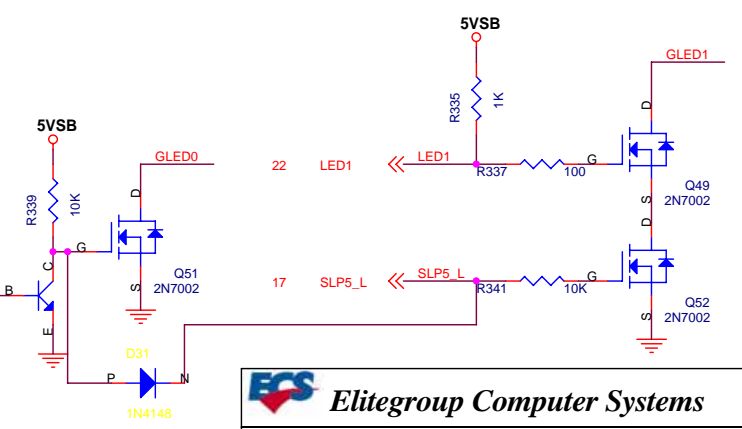 5VSB
GLED1
R335
1K
D
5VSB
GLED0
22 LED1
LED1
R337
100
G
Q49
2N7002
R339
10K
D
S
D
C
G
Q51
2N7002
S
17 SLP5_L
SLP5_L
R341
10K
G
B
Q52
2N7002
S
E
D31
P
N
1N4148
ECS Elitegroup Computer Systems